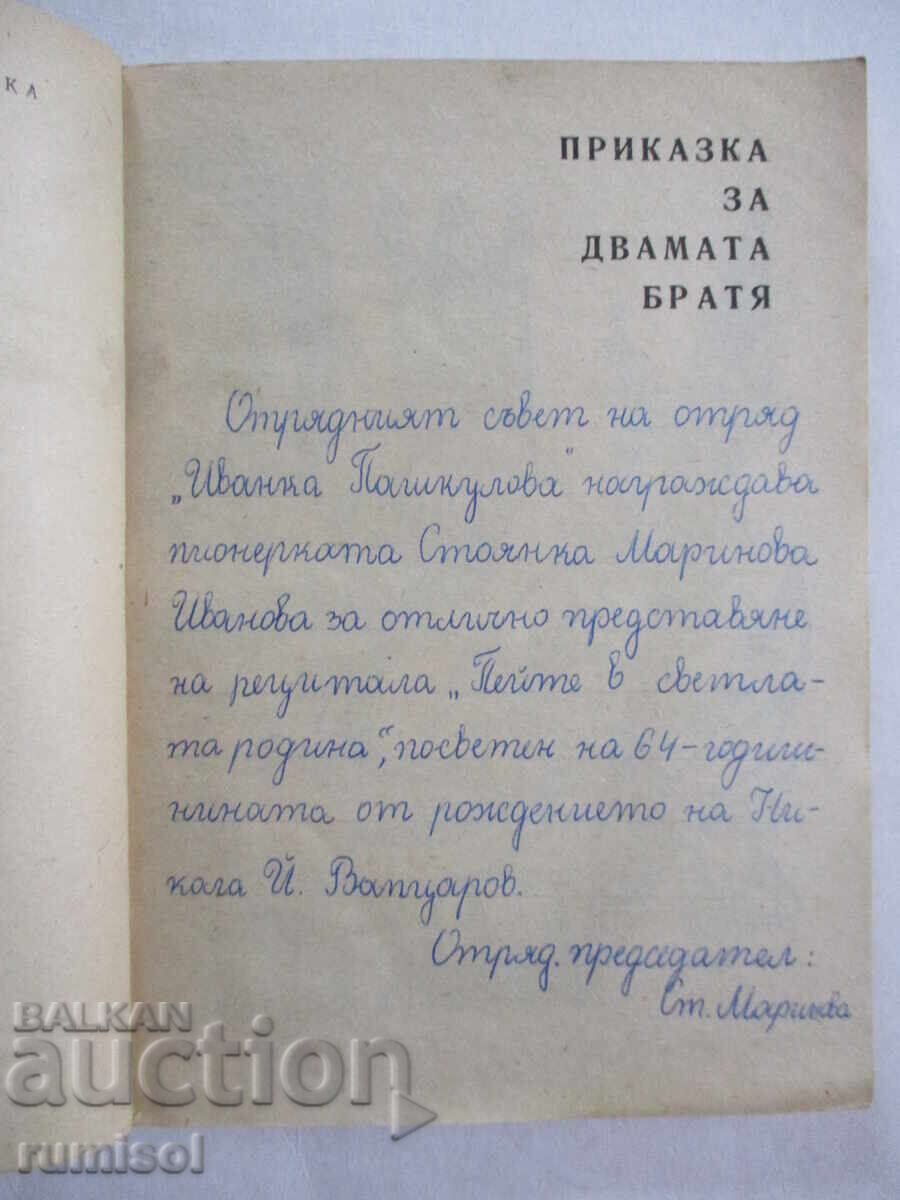 КА
ПРИКАЗКА
ЗА
ДВАМАТА
БРАТЯ
Отрядният съвет на отряд
„Иванка Пашкулова" награждава
пионерката Стоянка Маринова
Иванова за отлично представяне
на рецитала „Пейте в светла-
та родина", посветен на 64-годиш-
нината от рождението на Ни-
кола Й. Вапцаров.
Отряд. председател:
Ст. Маринова
BALKAN
auction
rumisol